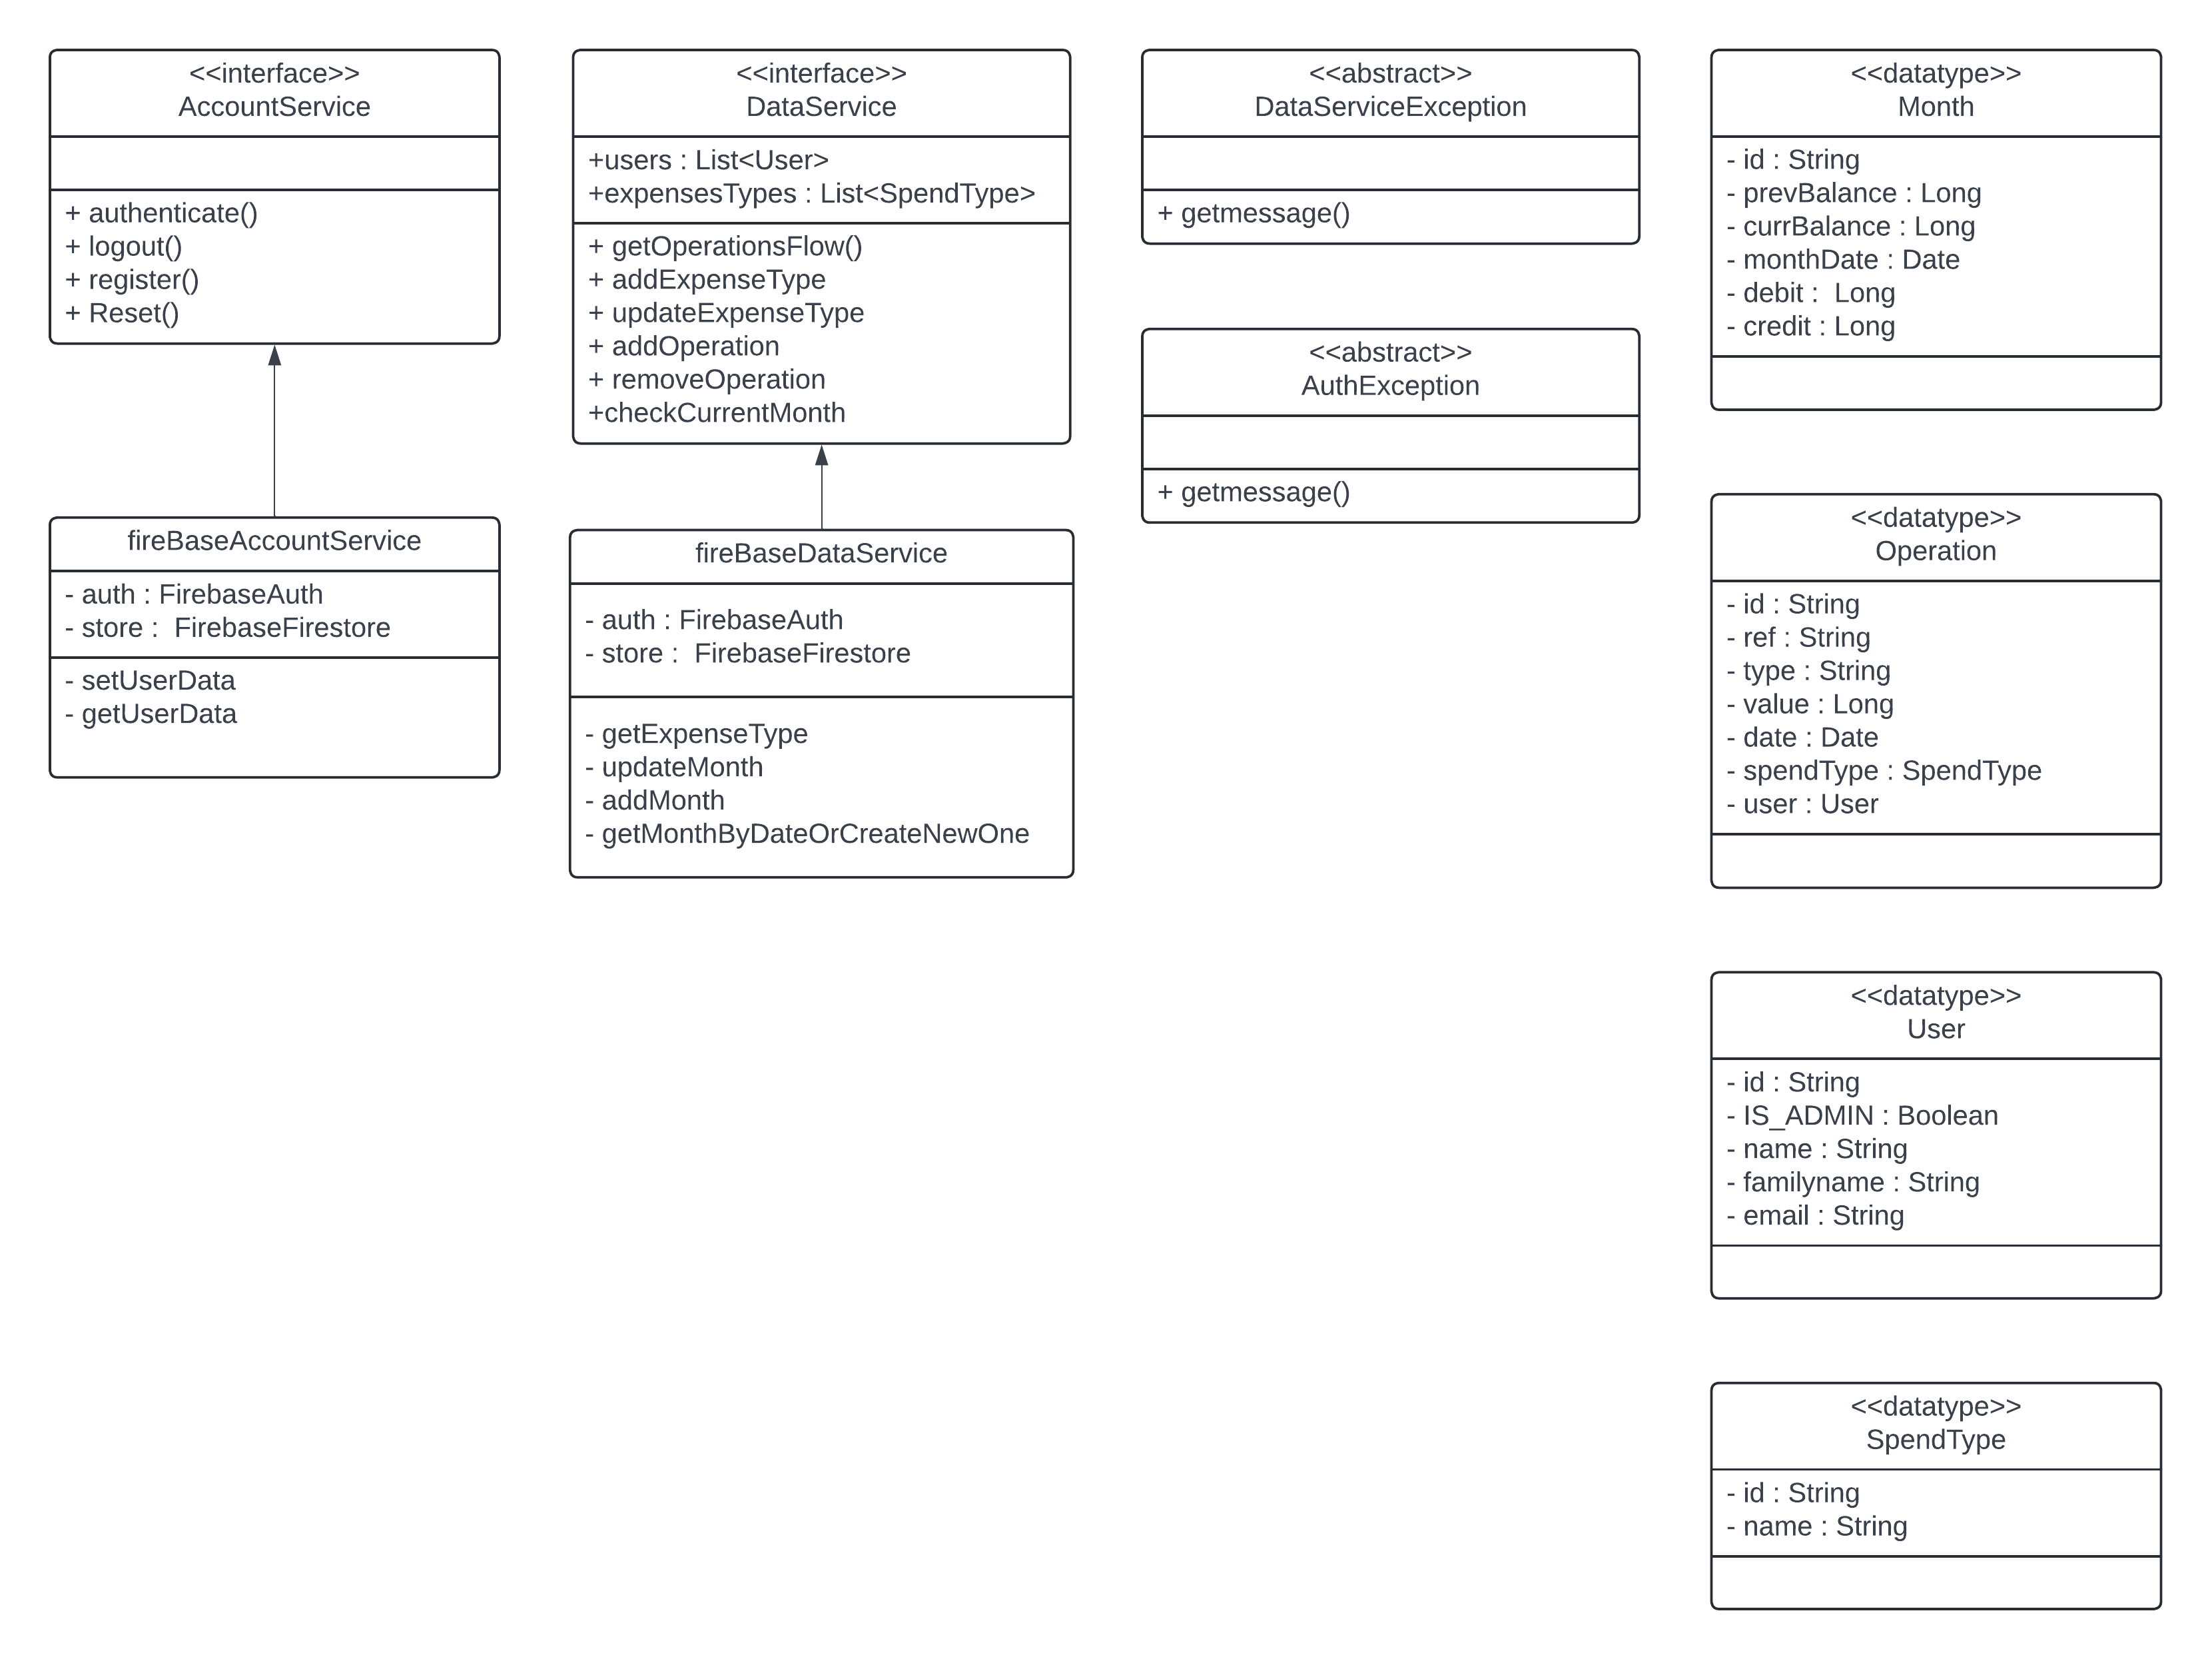 <<interface>>
AccountService
+ authenticate()
+ logout()
+ register()
+ Reset()
fireBaseAccountService
- auth : FirebaseAuth
- store :  FirebaseFirestore
- setUserData
- getUserData
<<interface>>
DataService
+users : List<User>
+expensesTypes : List<SpendType>
+ getOperationsFlow()
+ addExpenseType
+ updateExpenseType
+ addOperation
+ removeOperation
+checkCurrentMonth
fireBaseDataService
- auth : FirebaseAuth
- store :  FirebaseFirestore
- getExpenseType
- updateMonth
- addMonth
- getMonthByDateOrCreateNewOne
<<abstract>>
DataServiceException
+ getmessage()
<<abstract>>
AuthException
+ getmessage()
<<datatype>>
Month
- id : String
- prevBalance : Long
- currBalance : Long
- monthDate : Date
- debit :  Long
- credit : Long
<<datatype>>
Operation
- id : String
- ref : String
- type : String
- value : Long
- date : Date
- spendType : SpendType
- user : User
<<datatype>>
User
- id : String
- IS_ADMIN : Boolean
- name : String
- familyname : String
- email : String
<<datatype>>
SpendType
- id : String
- name : String